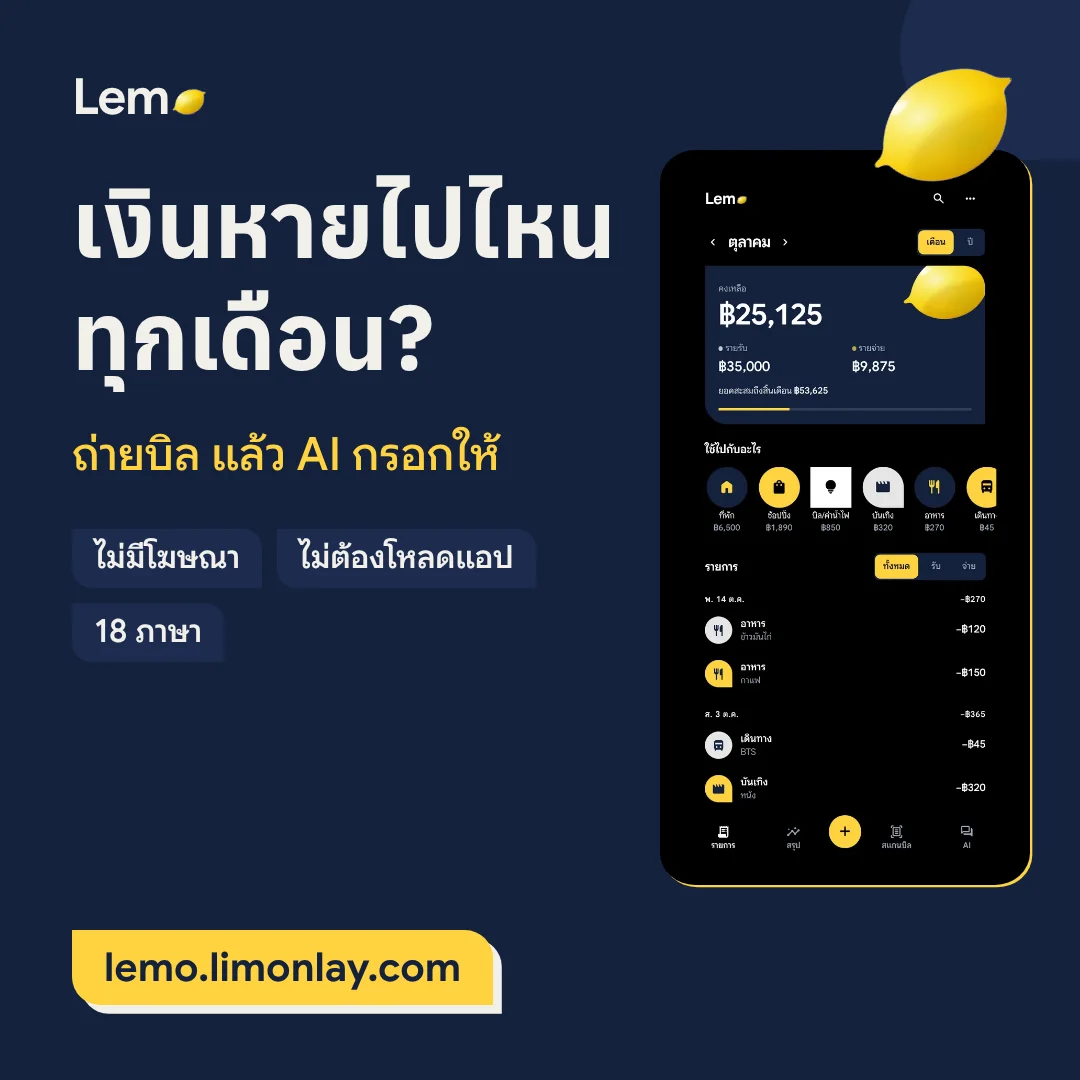 Lem
เงินหายไปไหน
ทุกเดือน?
ถ่ายบิล แล้ว AI กรอกให้
ไม่มีโฆษณา
ไม่ต้องโหลดแอป
18 ภาษา
lemo.limonlay.com
Lem
ตุลาคม
เดือน ปี
คงเหลือ
฿25,125
รายรับ รายจ่าย
฿35,000 ฿9,875
ยอดสะสมถึงสิ้นเดือน ฿53,625
ใช้ไปกับอะไร
ที่พัก ช้อปปิ้ง บิล/ค่าน้ำไฟ บันเทิง อาหาร เดินทา
฿6,500 ฿1,890 ฿850 ฿320 ฿270 ฿45
รายการ ทั้งหมด รับ จ่าย
พ. 14 ต.ค. -฿270
อาหาร
ข้าวมันไก่ -฿120
อาหาร
กาแฟ -฿150
ส. 3 ต.ค. -฿365
เดินทาง
BTS -฿45
บันเทิง
หนัง -฿320
รายการ สรุป + สแกนบิล AI